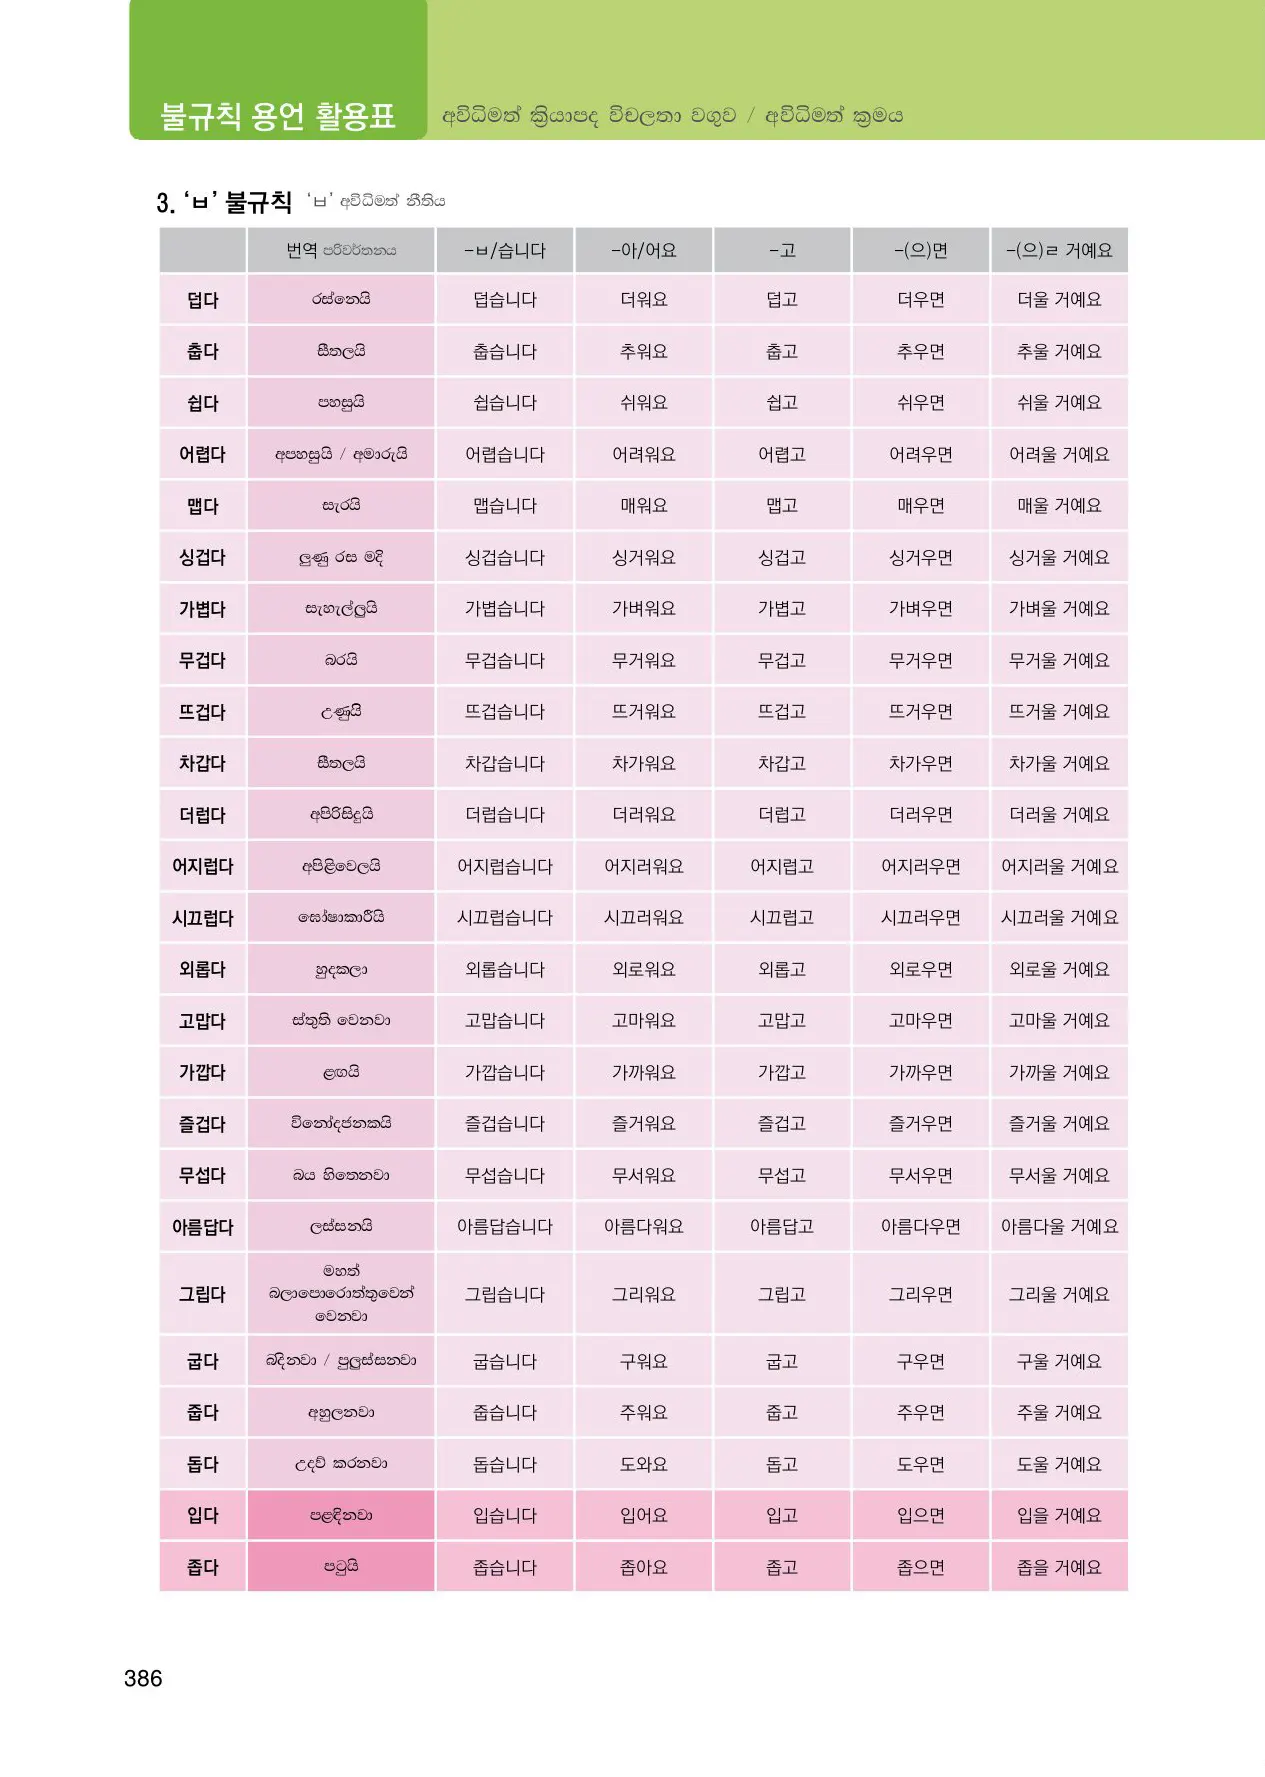 불규칙 용언 활용표 අවිධිමත් ක්‍රියාපද විචලතා වගුව / අවිධිමත් ක්‍රමය
3. ‘ㅂ’ 불규칙 ‘ㅂ’ අවිධිමත් නීතිය
번역 පරිවර්තනය -ㅂ/습니다 -아/어요 -고 -(으)면 -(으)ㄹ 거예요
덥다 රස්නෙයි 덥습니다 더워요 덥고 더우면 더울 거예요
춥다 සීතලයි 춥습니다 추워요 춥고 추우면 추울 거예요
쉽다 පහසුයි 쉽습니다 쉬워요 쉽고 쉬우면 쉬울 거예요
어렵다 අපහසුයි / අමාරුයි 어렵습니다 어려워요 어렵고 어려우면 어려울 거예요
맵다 සැරයි 맵습니다 매워요 맵고 매우면 매울 거예요
싱겁다 ලුණු රස මදි 싱겁습니다 싱거워요 싱겁고 싱거우면 싱거울 거예요
가볍다 සැහැල්ලුයි 가볍습니다 가벼워요 가볍고 가벼우면 가벼울 거예요
무겁다 බරයි 무겁습니다 무거워요 무겁고 무거우면 무거울 거예요
뜨겁다 උණුයි 뜨겁습니다 뜨거워요 뜨겁고 뜨거우면 뜨거울 거예요
차갑다 සීතලයි 차갑습니다 차가워요 차갑고 차가우면 차가울 거예요
더럽다 අපිරිසිදුයි 더럽습니다 더러워요 더럽고 더러우면 더러울 거예요
어지럽다 අපිළිවෙලයි 어지럽습니다 어지러워요 어지럽고 어지러우면 어지러울 거예요
시끄럽다 ඝෝෂාකාරීයි 시끄럽습니다 시끄러워요 시끄럽고 시끄러우면 시끄러울 거예요
외롭다 හුදකලා 외롭습니다 외로워요 외롭고 외로우면 외로울 거예요
고맙다 ස්තුති වෙනවා 고맙습니다 고마워요 고맙고 고마우면 고마울 거예요
가깝다 ළඟයි 가깝습니다 가까워요 가깝고 가까우면 가까울 거예요
즐겁다 විනෝදජනකයි 즐겁습니다 즐거워요 즐겁고 즐거우면 즐거울 거예요
무섭다 බය හිතෙනවා 무섭습니다 무서워요 무섭고 무서우면 무서울 거예요
아름답다 ලස්සනයි 아름답습니다 아름다워요 아름답고 아름다우면 아름다울 거예요
그립다 මහත් බලාපොරොත්තුවෙන් වෙනවා 그립습니다 그리워요 그립고 그리우면 그리울 거예요
굽다 බදිනවා / පුලුස්සනවා 굽습니다 구워요 굽고 구우면 구울 거예요
줍다 අහුලනවා 줍습니다 주워요 줍고 주우면 주울 거예요
돕다 උදව් කරනවා 돕습니다 도와요 돕고 도우면 도울 거예요
입다 පළඳිනවා 입습니다 입어요 입고 입으면 입을 거예요
좁다 පටුයි 좁습니다 좁아요 좁고 좁으면 좁을 거예요
386